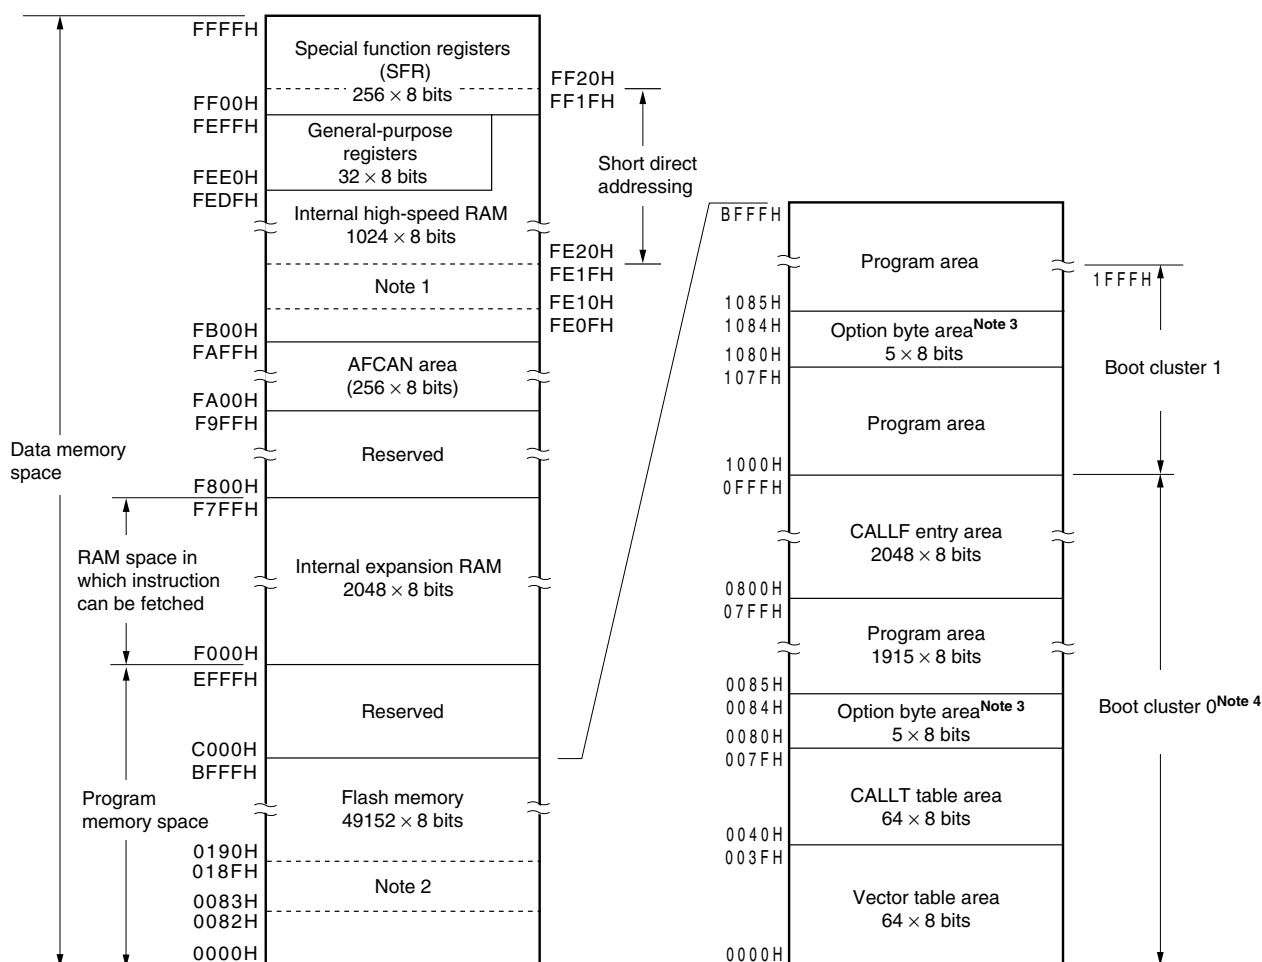 FFFFH
Special function registers
(SFR)
256 × 8 bits
FF20H
FF1FH
FF00H
FEFFH
General-purpose
registers
32 × 8 bits
Short direct
addressing
FEE0H
FEDFH
Internal high-speed RAM
1024 × 8 bits
FE20H
FE1FH
Note 1
FE10H
FE0FH
FB00H
FAFFH
AFCAN area
(256 × 8 bits)
FA00H
F9FFH
Data memory
space
Reserved
F800H
F7FFH
RAM space in
which instruction
can be fetched
Internal expansion RAM
2048 × 8 bits
F000H
EFFFH
Reserved
C000H
BFFFH
Program
memory space
Flash memory
49152 × 8 bits
0190H
018FH
Note 2
0083H
0082H
0000H
BFFFH
Program area
1FFFH
1085H
1084H
Option byte area Note 3
5 × 8 bits
1080H
107FH
Boot cluster 1
Program area
1000H
0FFFH
CALLF entry area
2048 × 8 bits
0800H
07FFH
Program area
1915 × 8 bits
0085H
0084H
Option byte area Note 3
5 × 8 bits
Boot cluster 0 Note 4
0080H
007FH
CALLT table area
64 × 8 bits
0040H
003FH
Vector table area
64 × 8 bits
0000H